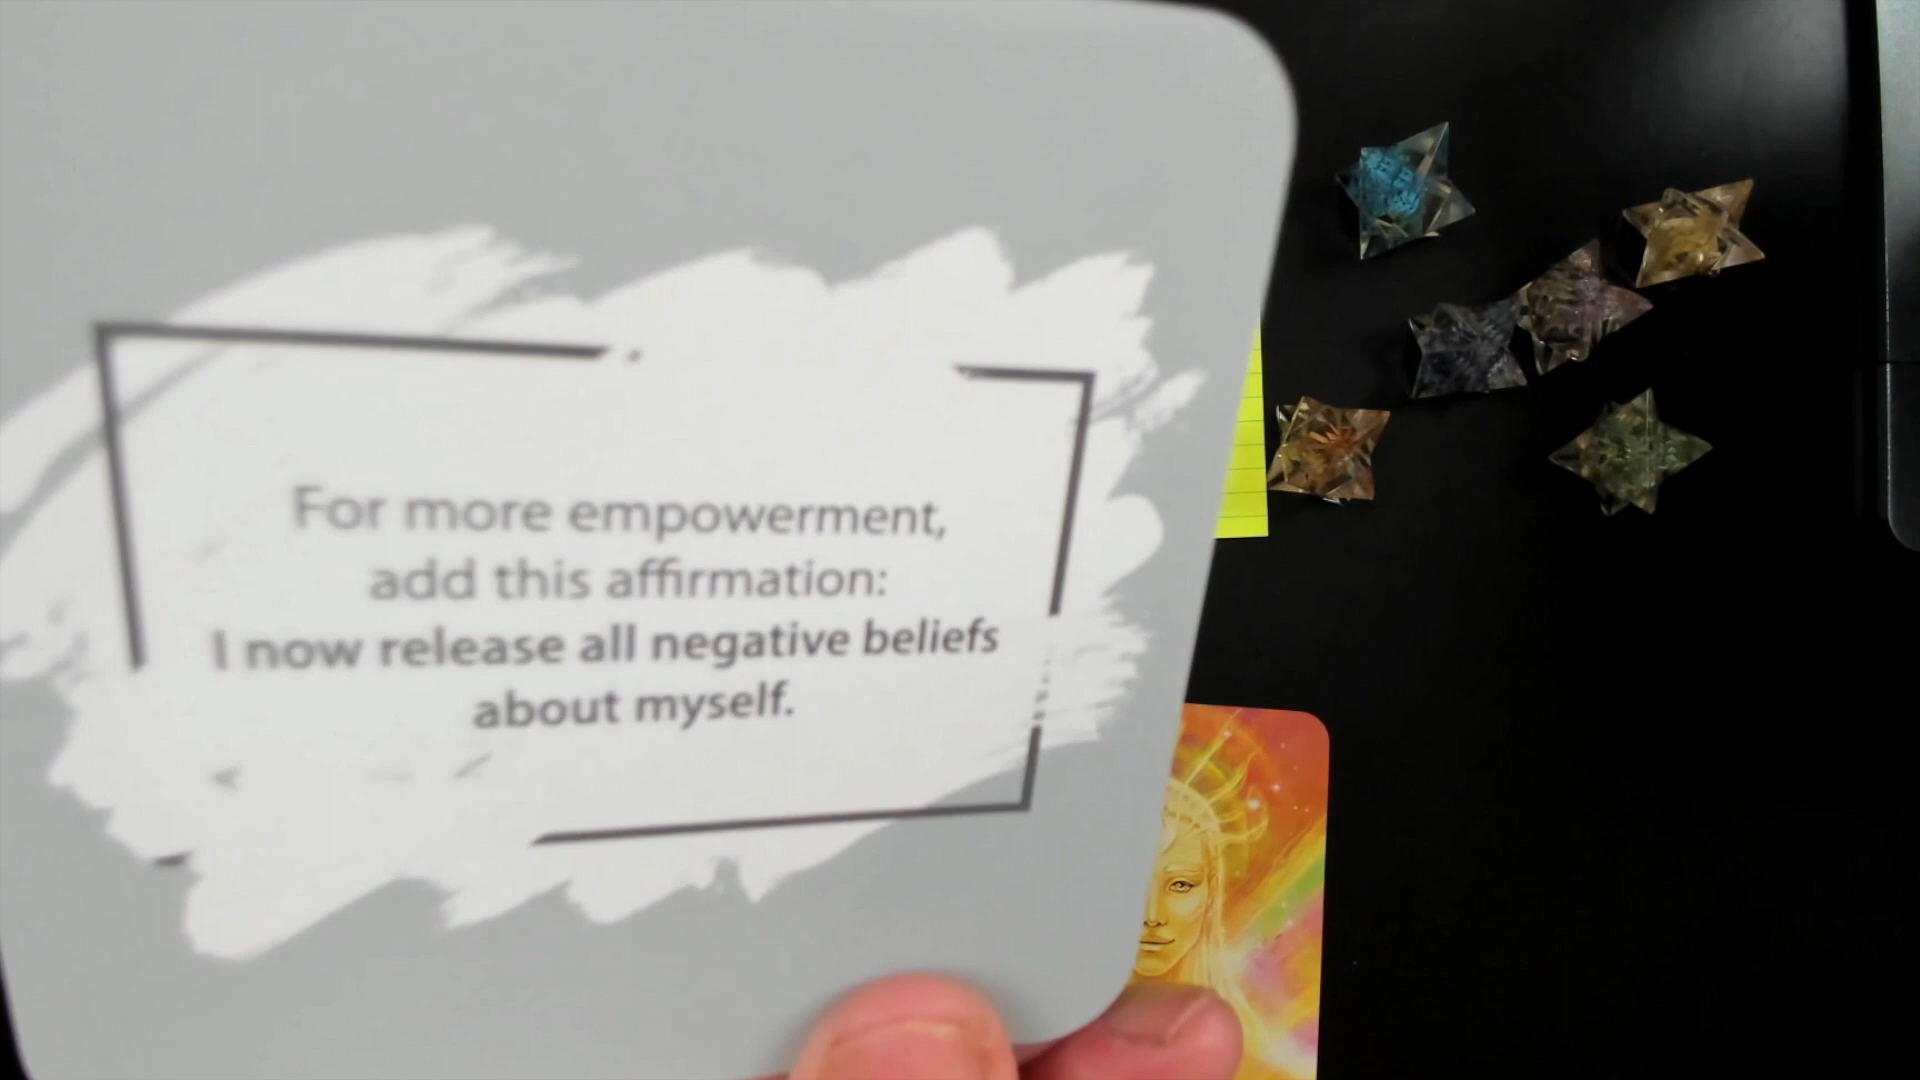 For more empowerment,
add this affirmation:
I now release all negative beliefs
about myself.